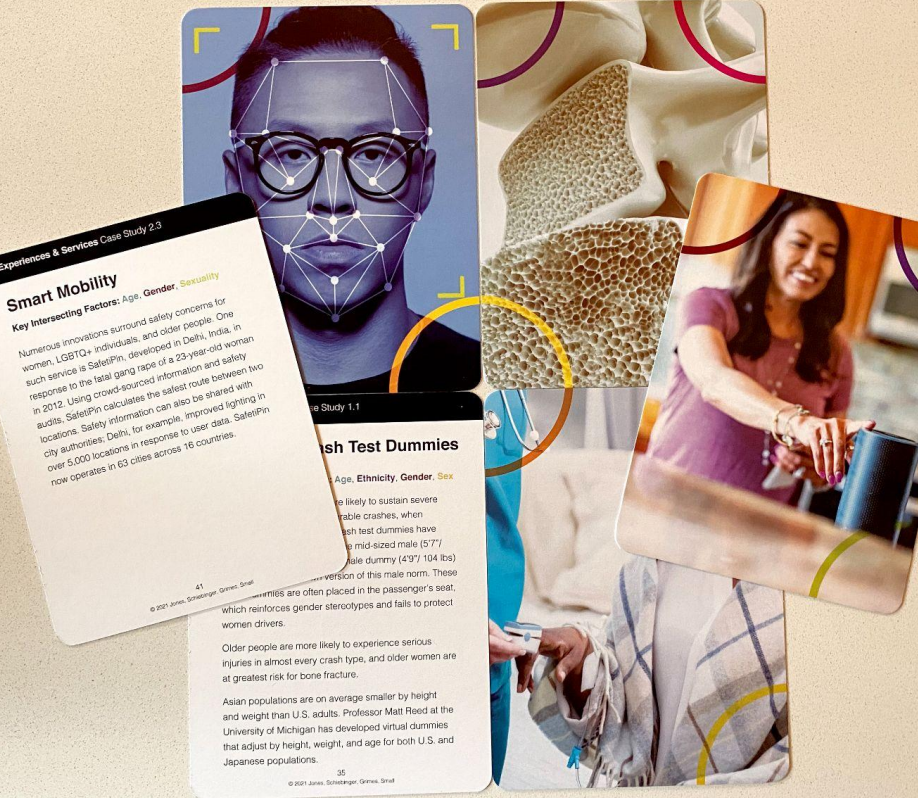 Experiences & Services Case Study 2.3
Smart Mobility
Key Intersecting Factors: Age, Gender, Sexuality
Numerous innovations surround safety concerns for
women, LGBTQ+ individuals, and older people. One
such service is SafetiPin, developed in Delhi, India, in
response to the fatal gang rape of a 23-year-old woman
in 2012. Using crowd-sourced information and safety
audits, SafetiPin calculates the safest route between two
locations. Safety information can also be shared with
city authorities; Delhi, for example, improved lighting in
over 5,000 locations in response to user data. SafetiPin
now operates in 63 cities across 16 countries.
41
© 2021 Jones, Schiebinger, Grimes, Small
Study 1.1
Test Dummies
Age, Ethnicity, Gender, Sex
likely to sustain severe
crashes, when
test dummies have
mid-sized male (5'7"/
dummy (4'9"/ 104 lbs)
version of this male norm. These
are often placed in the passenger's seat,
which reinforces gender stereotypes and fails to protect
women drivers.
Older people are more likely to experience serious
injuries in almost every crash type, and older women are
at greatest risk for bone fracture.
Asian populations are on average smaller by height
and weight than U.S. adults. Professor Matt Reed at the
University of Michigan has developed virtual dummies
that adjust by height, weight, and age for both U.S. and
Japanese populations.
35
© 2021 Jones, Schiebinger, Grimes, Small